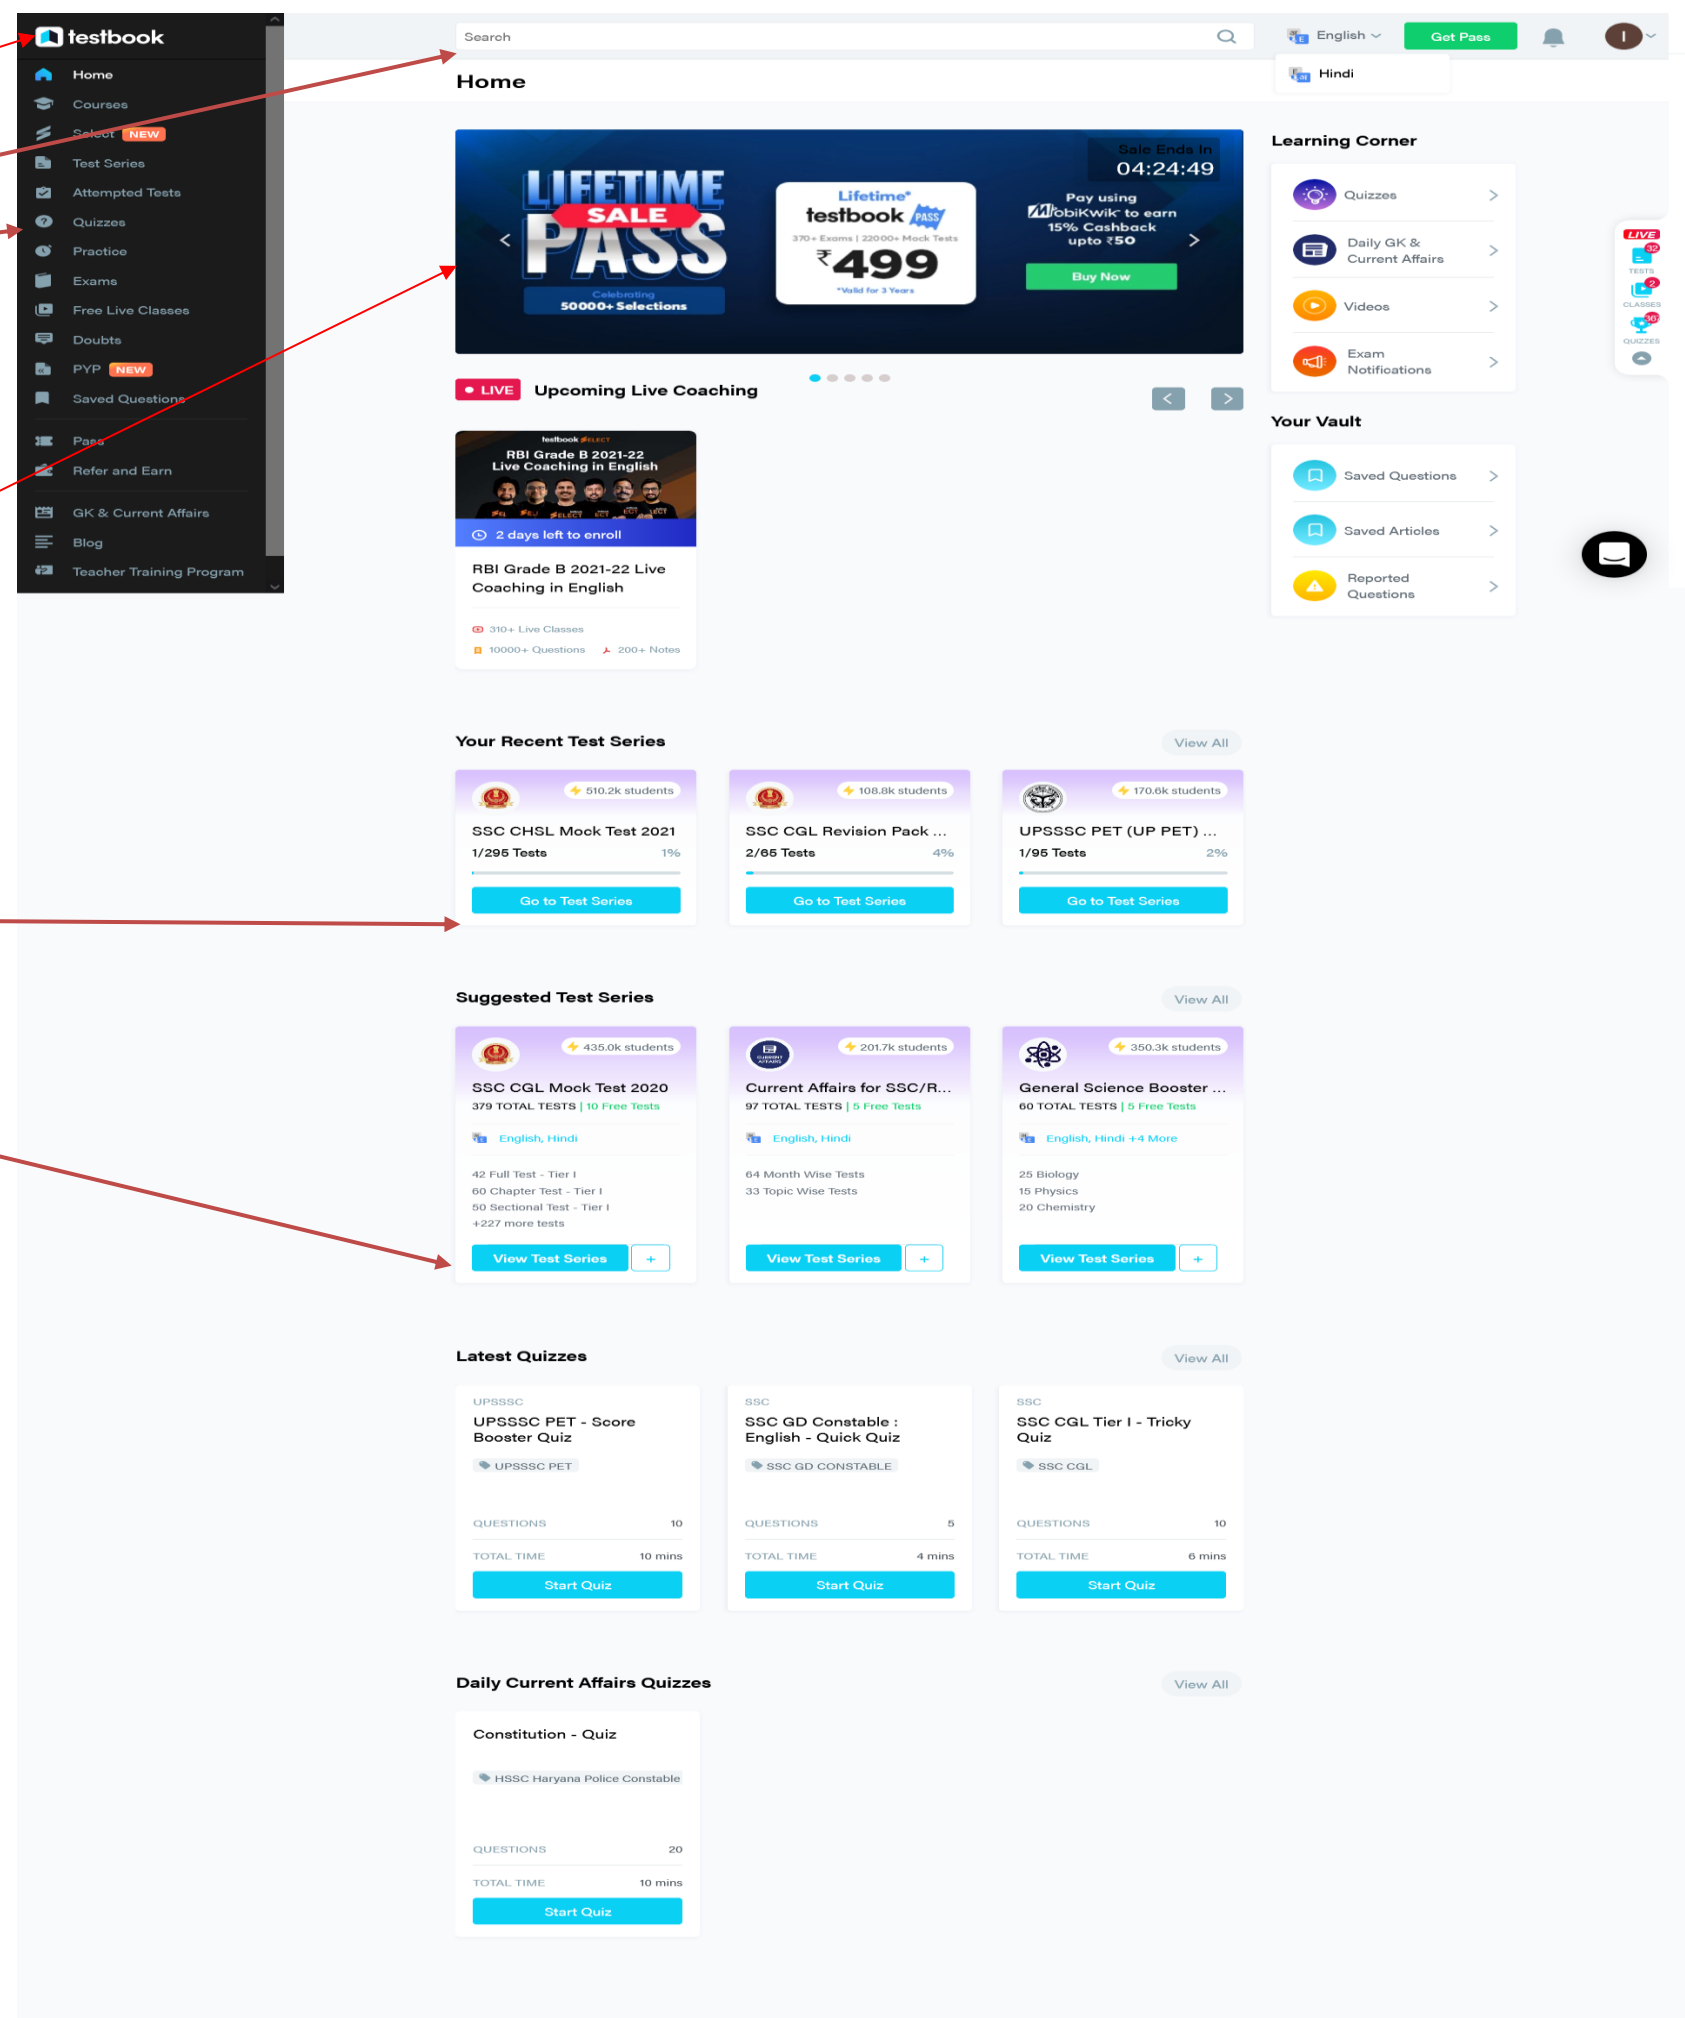 testbook
Home
Courses
Select NEW
Test Series
Attempted Tests
Quizzes
Practice
Exams
Free Live Classes
Doubts
PYP NEW
Saved Questions
Pass
Refer and Earn
GK & Current Affairs
Blog
Teacher Training Program
Search
English
Get Pass
I
Hindi
Home
LIFETIME
SALE
PASS
Celebrating
50000+ Selections
Lifetime*
testbook PASS
370+ Exams | 22000+ Mock Tests
₹499
*Valid for 3 Years
Sale Ends In
04:24:49
Pay using
MobiKwik to earn
15% Cashback
upto ₹50
Buy Now
LIVE Upcoming Live Coaching
testbook SELECT
RBI Grade B 2021-22
Live Coaching in English
2 days left to enroll
RBI Grade B 2021-22 Live
Coaching in English
310+ Live Classes
10000+ Questions 200+ Notes
Learning Corner
Quizzes
Daily GK &
Current Affairs
Videos
Exam
Notifications
Your Vault
Saved Questions
Saved Articles
Reported
Questions
LIVE
32
TESTS
2
CLASSES
36
QUIZZES
Your Recent Test Series View All
510.2k students
SSC CHSL Mock Test 2021
1/295 Tests 1%
Go to Test Series
108.8k students
SSC CGL Revision Pack ...
2/65 Tests 4%
Go to Test Series
170.6k students
UPSSSC PET (UP PET) ...
1/95 Tests 2%
Go to Test Series
Suggested Test Series View All
435.0k students
SSC CGL Mock Test 2020
379 TOTAL TESTS | 10 Free Tests
English, Hindi
42 Full Test - Tier I
60 Chapter Test - Tier I
50 Sectional Test - Tier I
+227 more tests
View Test Series +
CURRENT
AFFAIRS
201.7k students
Current Affairs for SSC/R...
97 TOTAL TESTS | 5 Free Tests
English, Hindi
64 Month Wise Tests
33 Topic Wise Tests
View Test Series +
350.3k students
General Science Booster ...
60 TOTAL TESTS | 5 Free Tests
English, Hindi +4 More
25 Biology
15 Physics
20 Chemistry
View Test Series +
Latest Quizzes View All
UPSSSC
UPSSSC PET - Score
Booster Quiz
UPSSSC PET
QUESTIONS 10
TOTAL TIME 10 mins
Start Quiz
SSC
SSC GD Constable :
English - Quick Quiz
SSC GD CONSTABLE
QUESTIONS 5
TOTAL TIME 4 mins
Start Quiz
SSC
SSC CGL Tier I - Tricky
Quiz
SSC CGL
QUESTIONS 10
TOTAL TIME 6 mins
Start Quiz
Daily Current Affairs Quizzes View All
Constitution - Quiz
HSSC Haryana Police Constable
QUESTIONS 20
TOTAL TIME 10 mins
Start Quiz